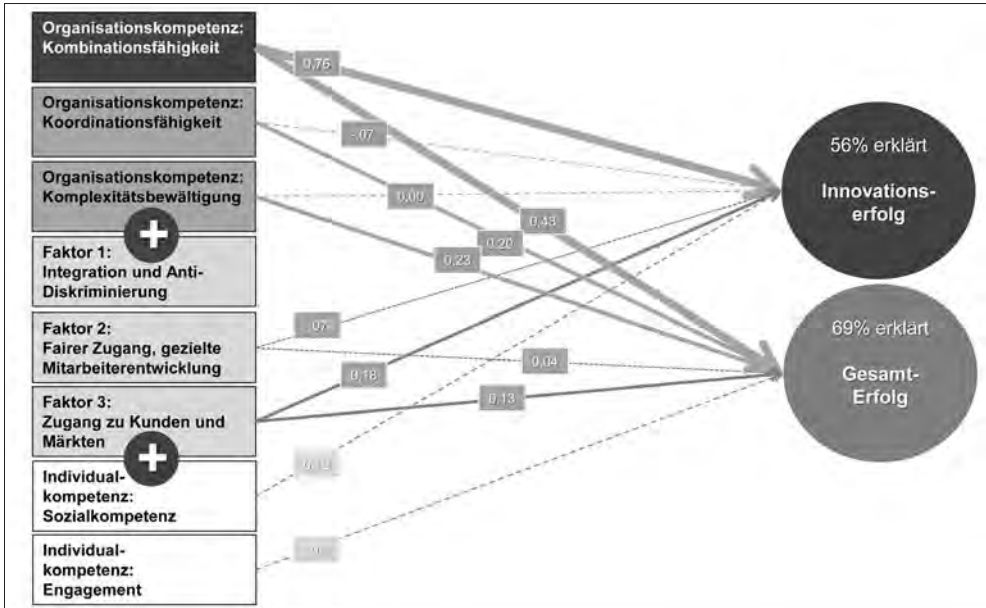 Organisationskompetenz:
Kombinationsfähigkeit
Organisationskompetenz:
Koordinationsfähigkeit
Organisationskompetenz:
Komplexitätsbewältigung
+
Faktor 1:
Integration und Anti-
Diskriminierung
Faktor 2:
Fairer Zugang, gezielte
Mitarbeiterentwicklung
Faktor 3:
Zugang zu Kunden und
Märkten
+
Individual-
kompetenz:
Sozialkompetenz
Individual-
kompetenz:
Engagement
0,76
-,07
0,00
0,43
0,20
0,23
-,07
0,04
0,18
0,13
56% erklärt
Innovations-
erfolg
69% erklärt
Gesamt-
Erfolg